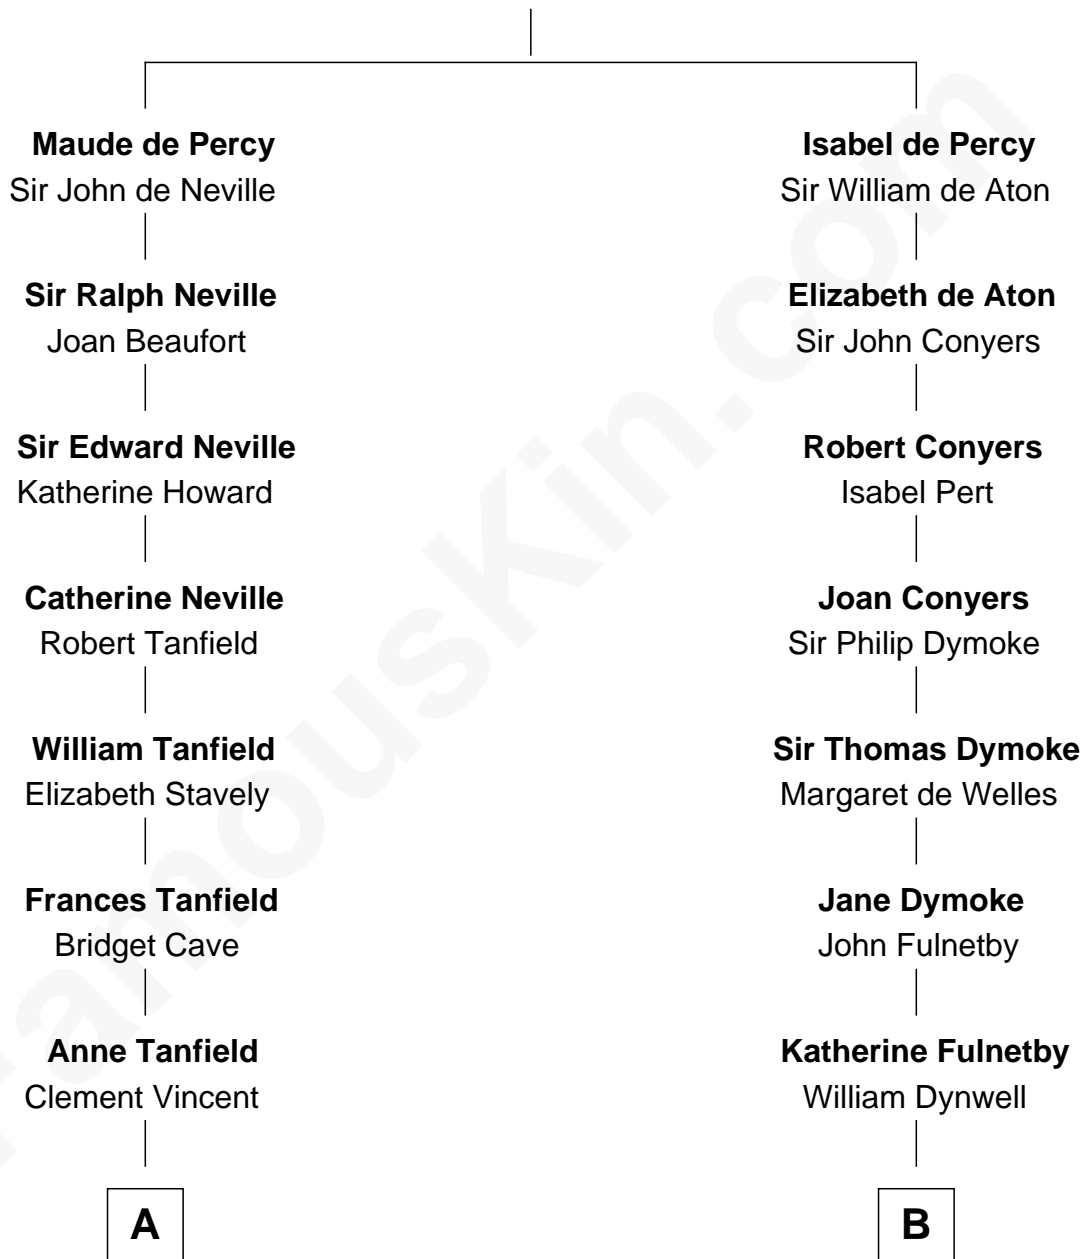 Maude de Percy
Sir John de Neville
Sir Ralph Neville
Joan Beaufort
Sir Edward Neville
Katherine Howard
Catherine Neville
Robert Tanfield
William Tanfield
Elizabeth Stavely
Frances Tanfield
Bridget Cave
Anne Tanfield
Clement Vincent
A
Isabel de Percy
Sir William de Aton
Elizabeth de Aton
Sir John Conyers
Robert Conyers
Isabel Pert
Joan Conyers
Sir Philip Dymoke
Sir Thomas Dymoke
Margaret de Welles
Jane Dymoke
John Fulnetby
Katherine Fulnetby
William Dynwell
B
FamousKin.com